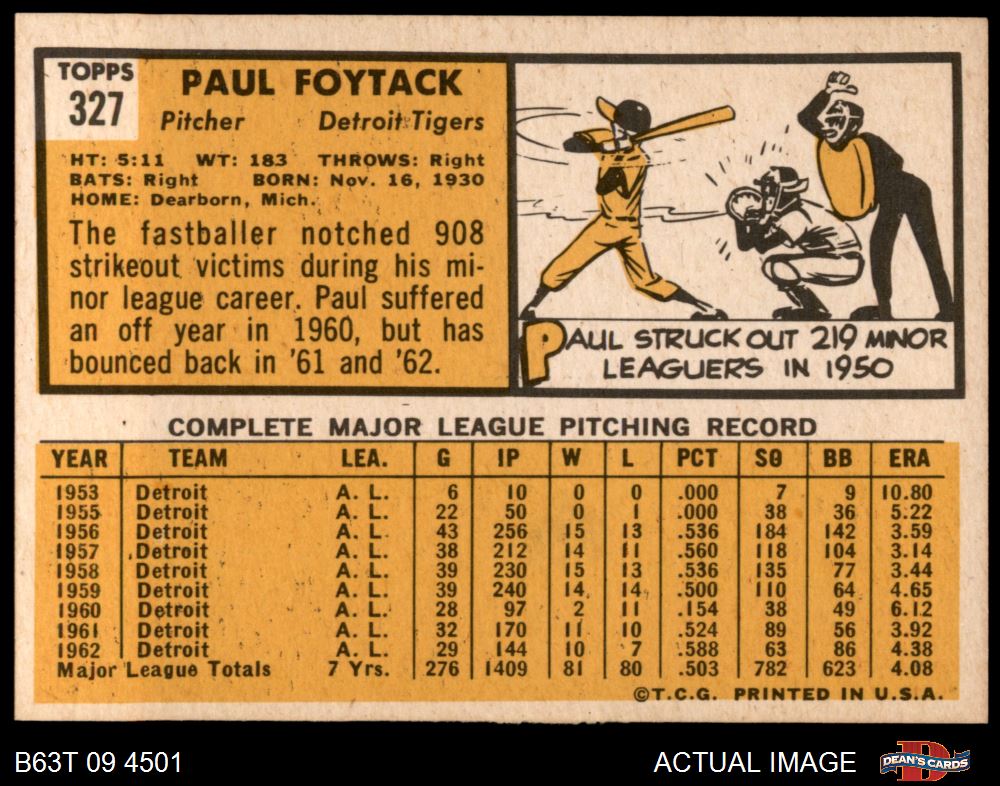 TOPPS
327
PAUL FOYTACK
Pitcher Detroit Tigers
HT: 5:11 WT: 183 THROWS: Right
BATS: Right BORN: Nov. 16, 1930
HOME: Dearborn, Mich.
The fastballer notched 908
strikeout victims during his mi-
nor league career. Paul suffered
an off year in 1960, but has
bounced back in '61 and '62.
PAUL STRUCK OUT 219 MINOR
LEAGUERS IN 1950
COMPLETE MAJOR LEAGUE PITCHING RECORD
YEAR TEAM LEA. G IP W L PCT SO BB ERA
1953 Detroit A. L. 6 10 0 0 .000 7 9 10.80
1955 Detroit A. L. 22 50 0 1 .000 38 36 5.22
1956 Detroit A. L. 43 256 15 13 .536 184 142 3.59
1957 Detroit A. L. 38 212 14 11 .560 118 104 3.14
1958 Detroit A. L. 39 230 15 13 .536 135 77 3.44
1959 Detroit A. L. 39 240 14 14 .500 110 64 4.65
1960 Detroit A. L. 28 97 2 11 .154 38 49 6.12
1961 Detroit A. L. 32 170 11 10 .524 89 56 3.92
1962 Detroit A. L. 29 144 10 7 .588 63 86 4.38
Major League Totals 7 Yrs. 276 1409 81 80 .503 782 623 4.08
©T.C.G. PRINTED IN U.S.A.
B63T 09 4501 ACTUAL IMAGE D DEAN'S CARDS